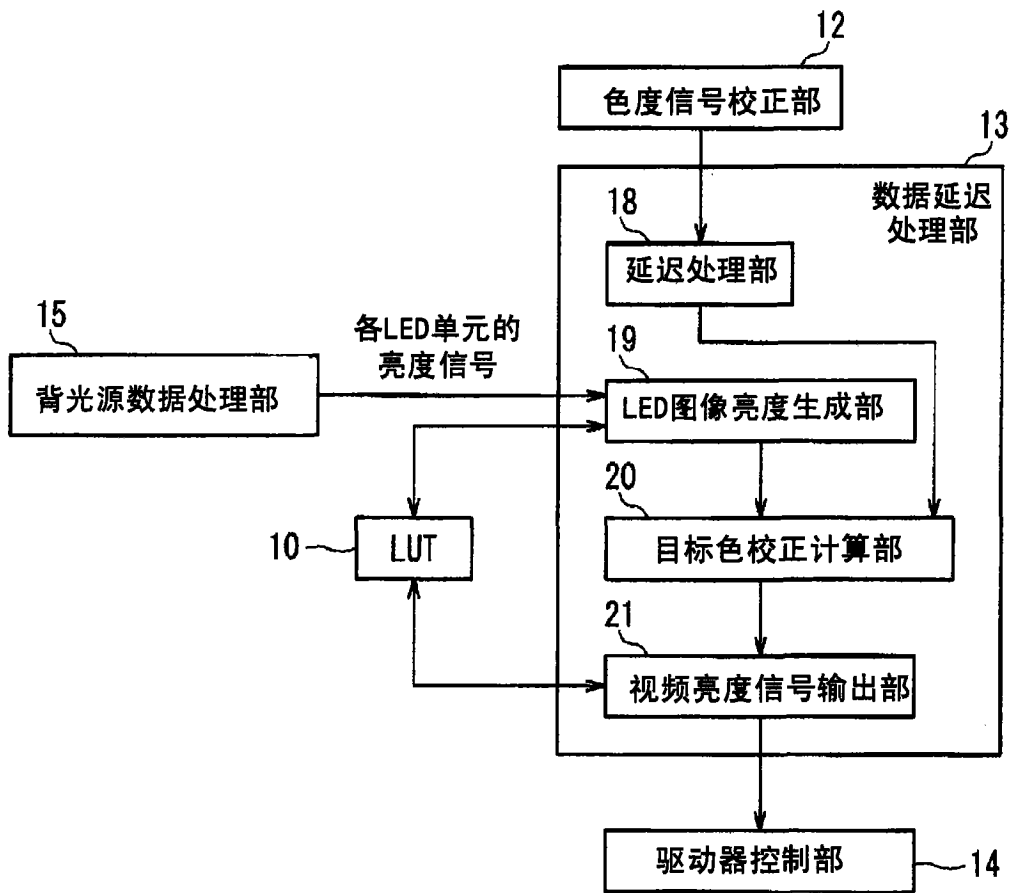 12
色度信号校正部
13
数据延迟
处理部
18
延迟处理部
15
背光源数据处理部
各LED单元的
亮度信号
19
LED图像亮度生成部
20
目标色校正计算部
10
LUT
21
视频亮度信号输出部
驱动器控制部
14